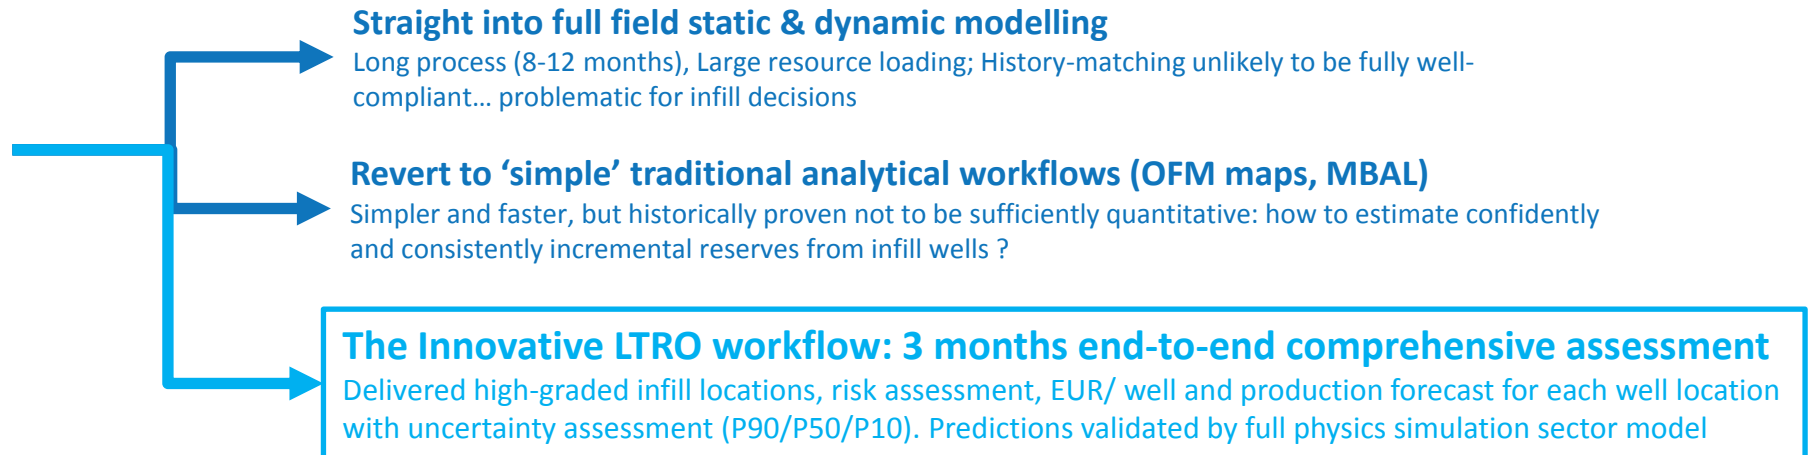 Straight into full field static & dynamic modelling
Long process (8-12 months), Large resource loading; History-matching unlikely to be fully well-
compliant… problematic for infill decisions
Revert to ‘simple’ traditional analytical workflows (OFM maps, MBAL)
Simpler and faster, but historically proven not to be sufficiently quantitative: how to estimate confidently
and consistently incremental reserves from infill wells ?
The Innovative LTRO workflow: 3 months end-to-end comprehensive assessment
Delivered high-graded infill locations, risk assessment, EUR/ well and production forecast for each well location
with uncertainty assessment (P90/P50/P10). Predictions validated by full physics simulation sector model